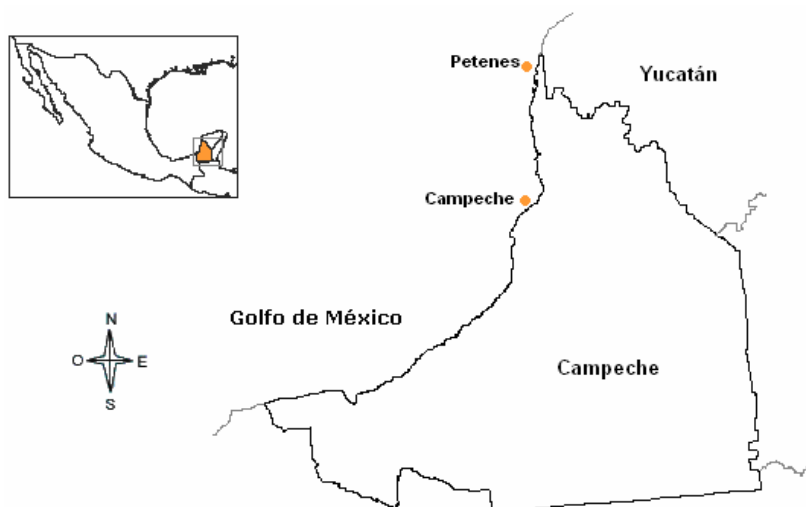 Petenes
Yucatán
Campeche
Golfo de México
Campeche
N
O E
S